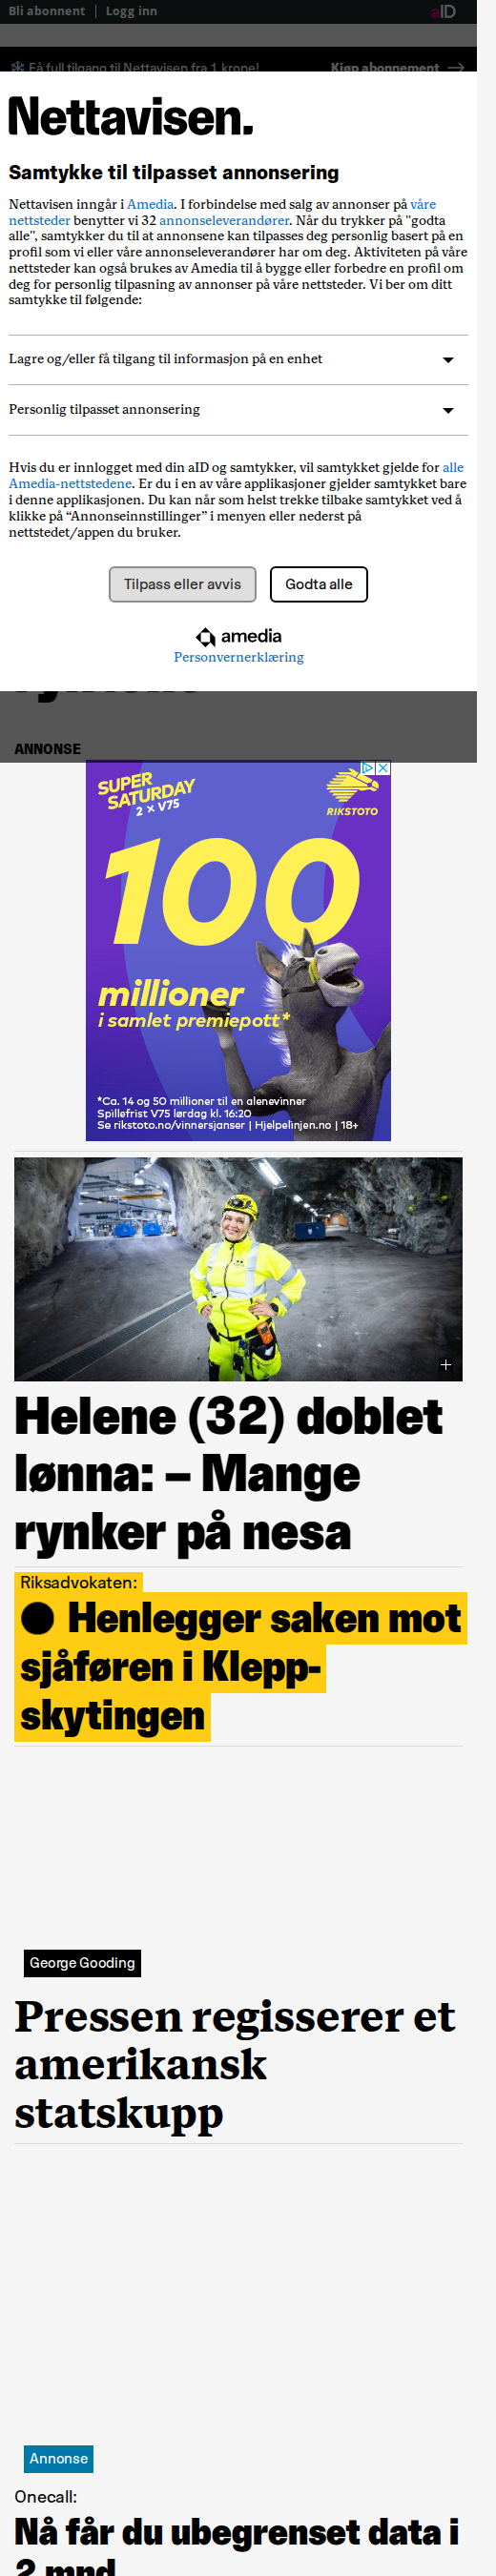 Bli abonnent | Logg inn
aID
Få full tilgang til Nettavisen fra 1 krone! Kjøp abonnement
Nettavisen.
Samtykke til tilpasset annonsering
Nettavisen inngår i Amedia. I forbindelse med salg av annonser på våre
nettsteder benytter vi 32 annonseleverandører. Når du trykker på "godta
alle", samtykker du til at annonsene kan tilpasses deg personlig basert på en
profil som vi eller våre annonseleverandører har om deg. Aktiviteten på våre
nettsteder kan også brukes av Amedia til å bygge eller forbedre en profil om
deg for personlig tilpasning av annonser på våre nettsteder. Vi ber om ditt
samtykke til følgende:
Lagre og/eller få tilgang til informasjon på en enhet
Personlig tilpasset annonsering
Hvis du er innlogget med din aID og samtykker, vil samtykket gjelde for alle
Amedia-nettstedene. Er du i en av våre applikasjoner gjelder samtykket bare
i denne applikasjonen. Du kan når som helst trekke tilbake samtykket ved å
klikke på “Annonseinnstillinger” i menyen eller nederst på
nettstedet/appen du bruker.
Tilpass eller avvis
Godta alle
amedia
Personvernerklæring
ANNONSE
SUPER
SATURDAY
2 × V75
RIKSTOTO
100
millioner
i samlet premiepott*
*Ca. 14 og 50 millioner til en alenevinner
Spillefrist V75 lørdag kl. 16:20
Se rikstoto.no/vinnersjanser | Hjelpelinjen.no | 18+
Helene (32) doblet
lønna: – Mange
rynker på nesa
Riksadvokaten:
Henlegger saken mot
sjåføren i Klepp-
skytingen
George Gooding
Pressen regisserer et
amerikansk
statskupp
Annonse
Onecall:
Nå får du ubegrenset data i
2 mnd